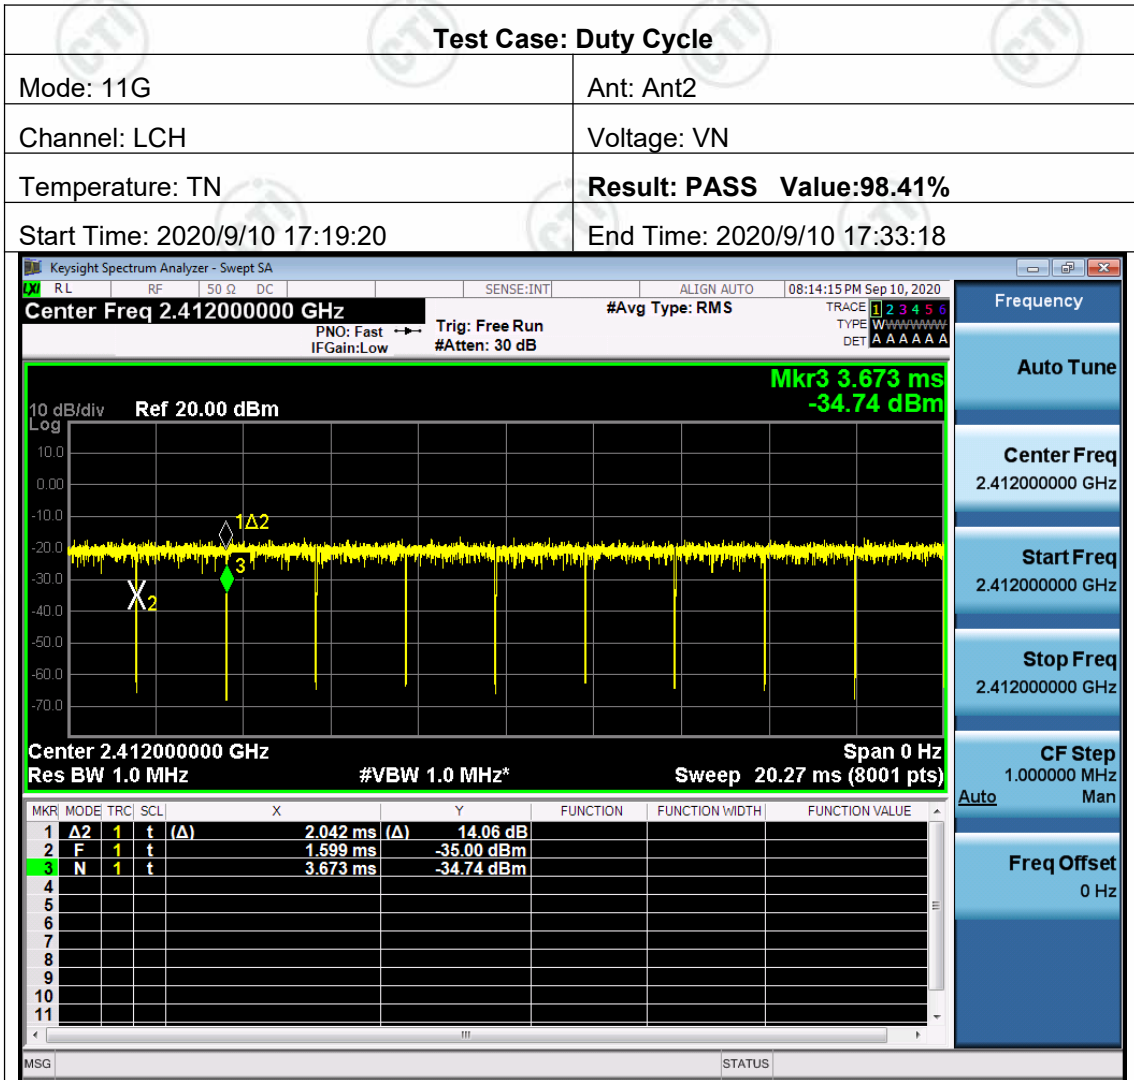 Test Case: Duty Cycle
Mode: 11G Ant: Ant2
Channel: LCH Voltage: VN
Temperature: TN Result: PASS Value:98.41%
Start Time: 2020/9/10 17:19:20 End Time: 2020/9/10 17:33:18
CTI CTI CTI CTI CTI CTI CTI
Keysight Spectrum Analyzer - Swept SA
LXI RL RF 50 Ω DC SENSE:INT ALIGN AUTO 08:14:15 PM Sep 10, 2020
Center Freq 2.412000000 GHz #Avg Type: RMS TRACE 1 2 3 4 5 6
PNO: Fast Trig: Free Run TYPE WWWWWW
IFGain:Low #Atten: 30 dB DET A A A A A A
Mkr3 3.673 ms
-34.74 dBm
10 dB/div Ref 20.00 dBm
Log
10.0
0.00
-10.0
1Δ2
-20.0
3
-30.0
2
-40.0
-50.0
-60.0
-70.0
Center 2.412000000 GHz Span 0 Hz
Res BW 1.0 MHz #VBW 1.0 MHz* Sweep 20.27 ms (8001 pts)
MKR MODE TRC SCL X Y FUNCTION FUNCTION WIDTH FUNCTION VALUE
1 Δ2 1 t (Δ) 2.042 ms (Δ) 14.06 dB
2 F 1 t 1.599 ms -35.00 dBm
3 N 1 t 3.673 ms -34.74 dBm
4
5
6
7
8
9
10
11
MSG STATUS
Frequency
Auto Tune
Center Freq
2.412000000 GHz
Start Freq
2.412000000 GHz
Stop Freq
2.412000000 GHz
CF Step
1.000000 MHz
Auto Man
Freq Offset
0 Hz